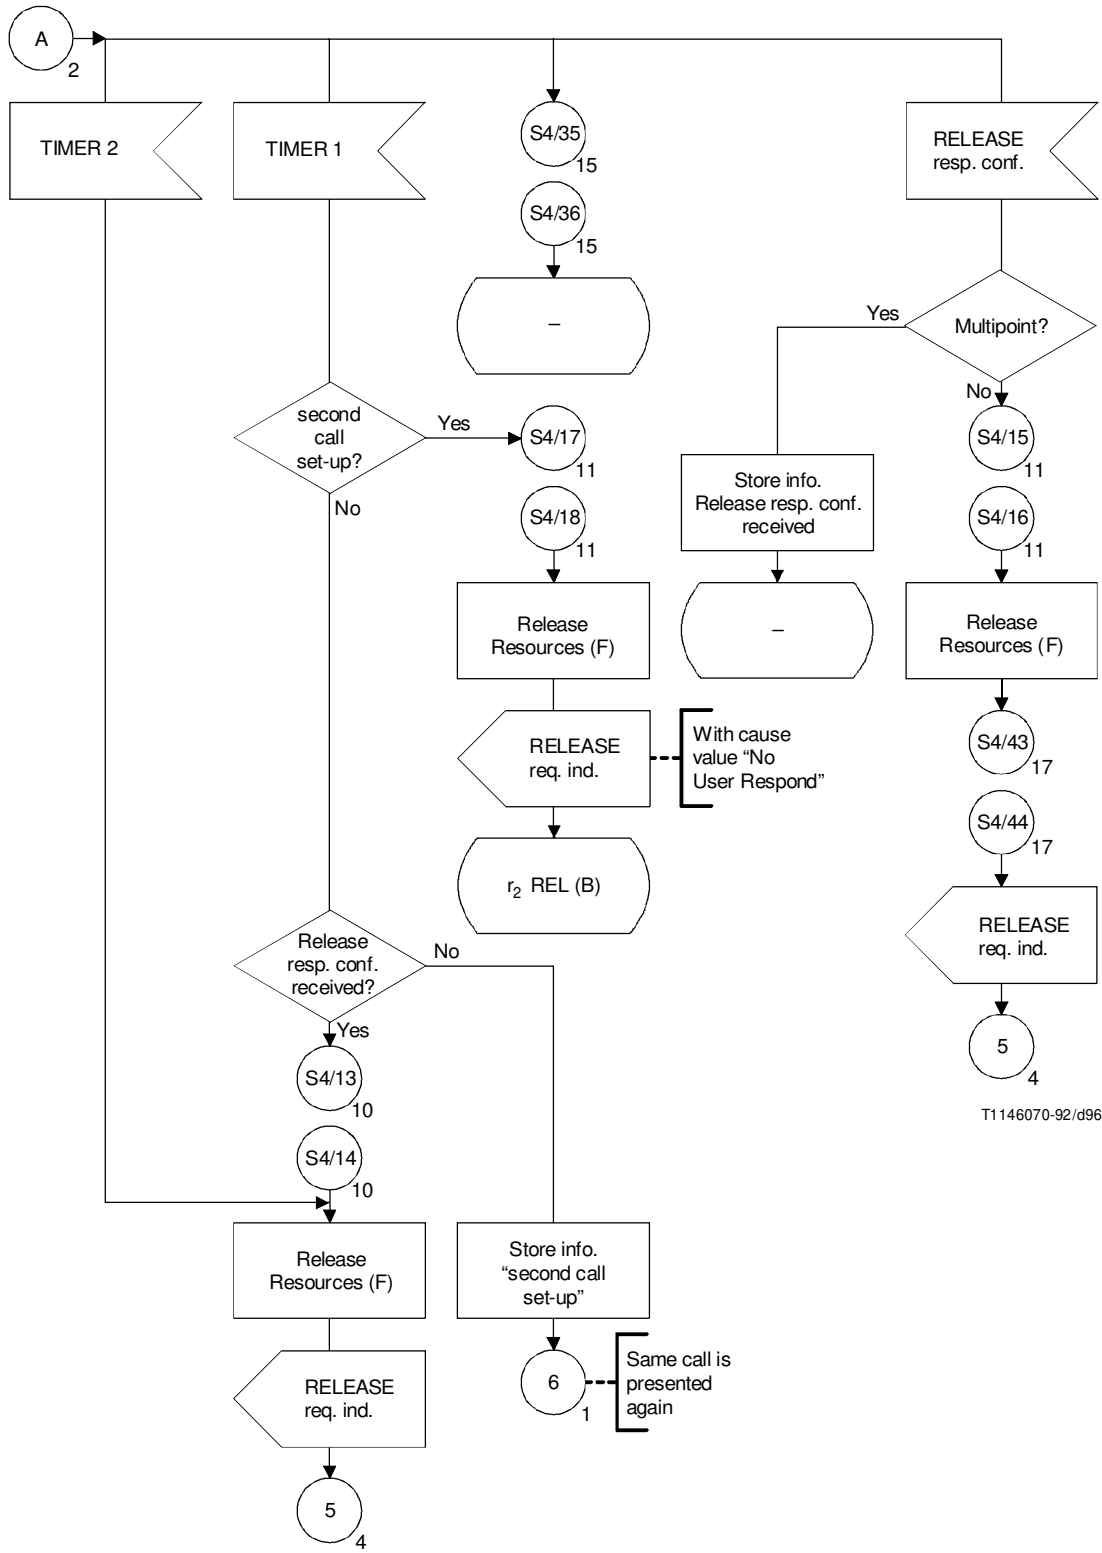 A
2
TIMER 2
TIMER 1
S4/35
15
S4/36
15
–
RELEASE
resp. conf.
Multipoint?
Yes
No
second
call
set-up?
Yes
No
S4/17
11
S4/18
11
Release
Resources (F)
RELEASE
req. ind.
With cause
value “No
User Respond”
r2 REL (B)
Store info.
Release resp. conf.
received
–
S4/15
11
S4/16
11
Release
Resources (F)
S4/43
17
S4/44
17
RELEASE
req. ind.
5
4
T1146070-92/d96
Release
resp. conf.
received?
No
Yes
S4/13
10
S4/14
10
Release
Resources (F)
RELEASE
req. ind.
5
4
Store info.
“second call
set-up”
6
1
Same call is
presented
again